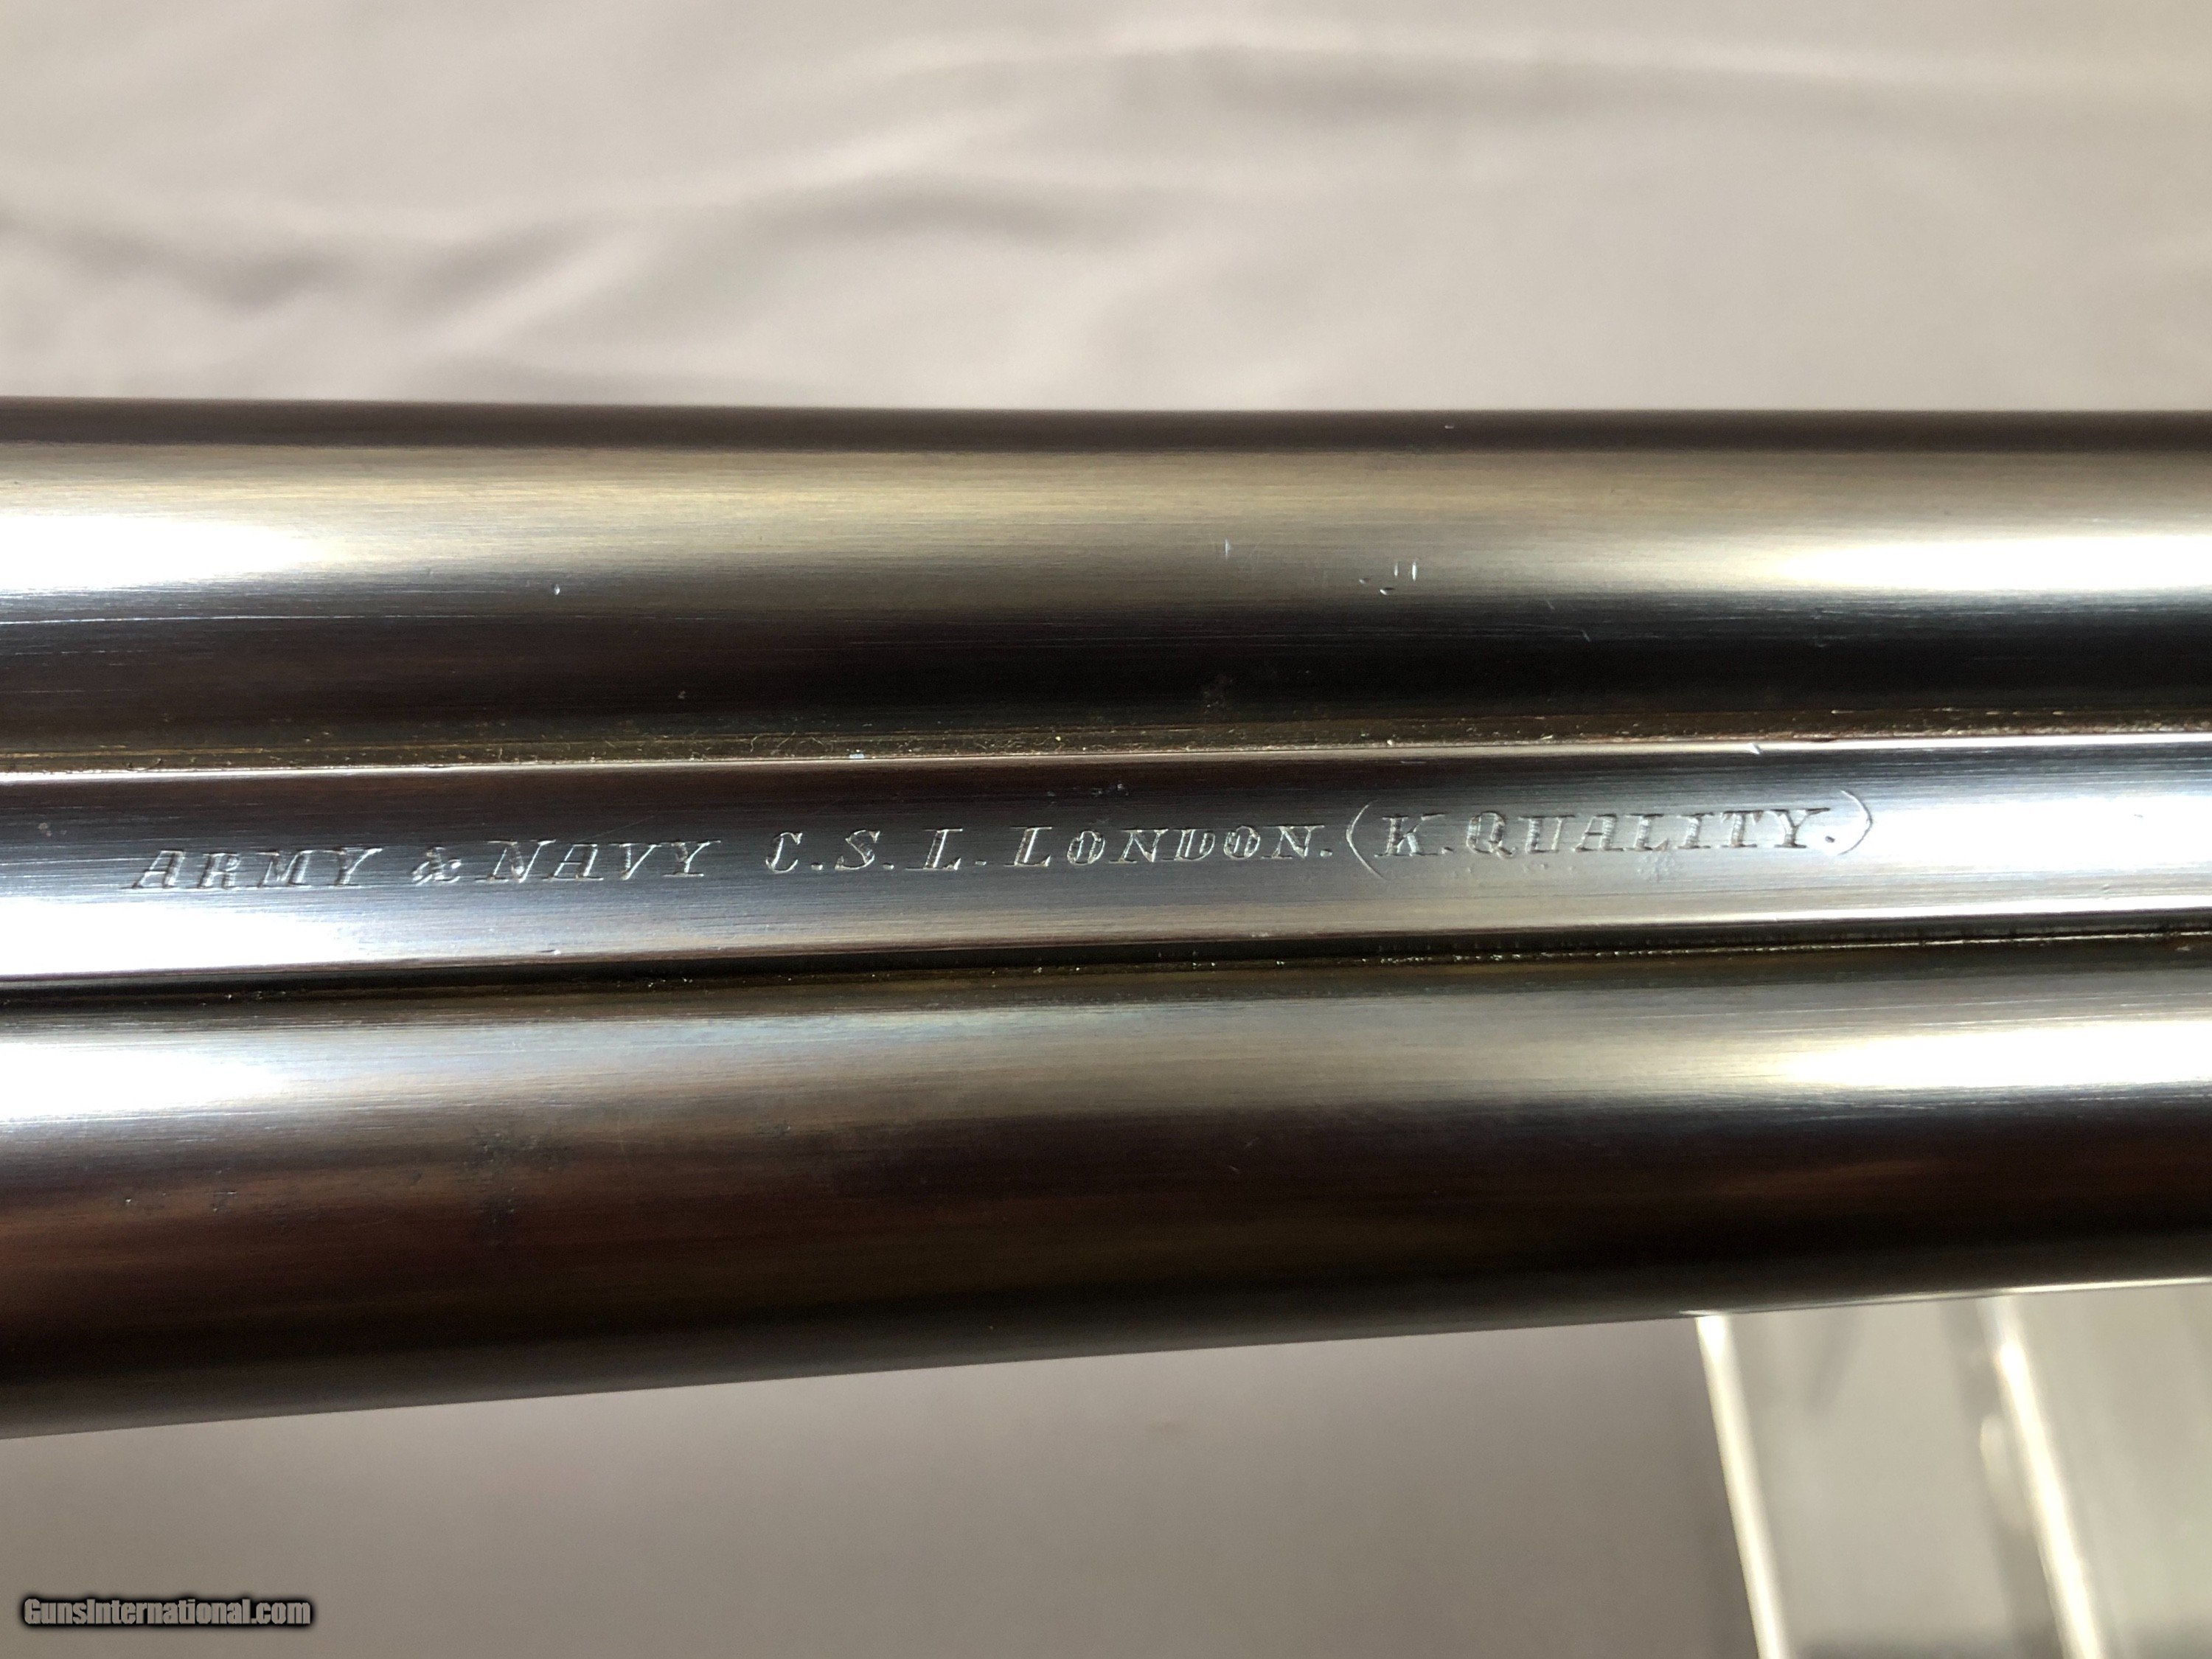 ARMY & NAVY C.S.L. LONDON. (K. QUALITY.)
GunsInternational.com